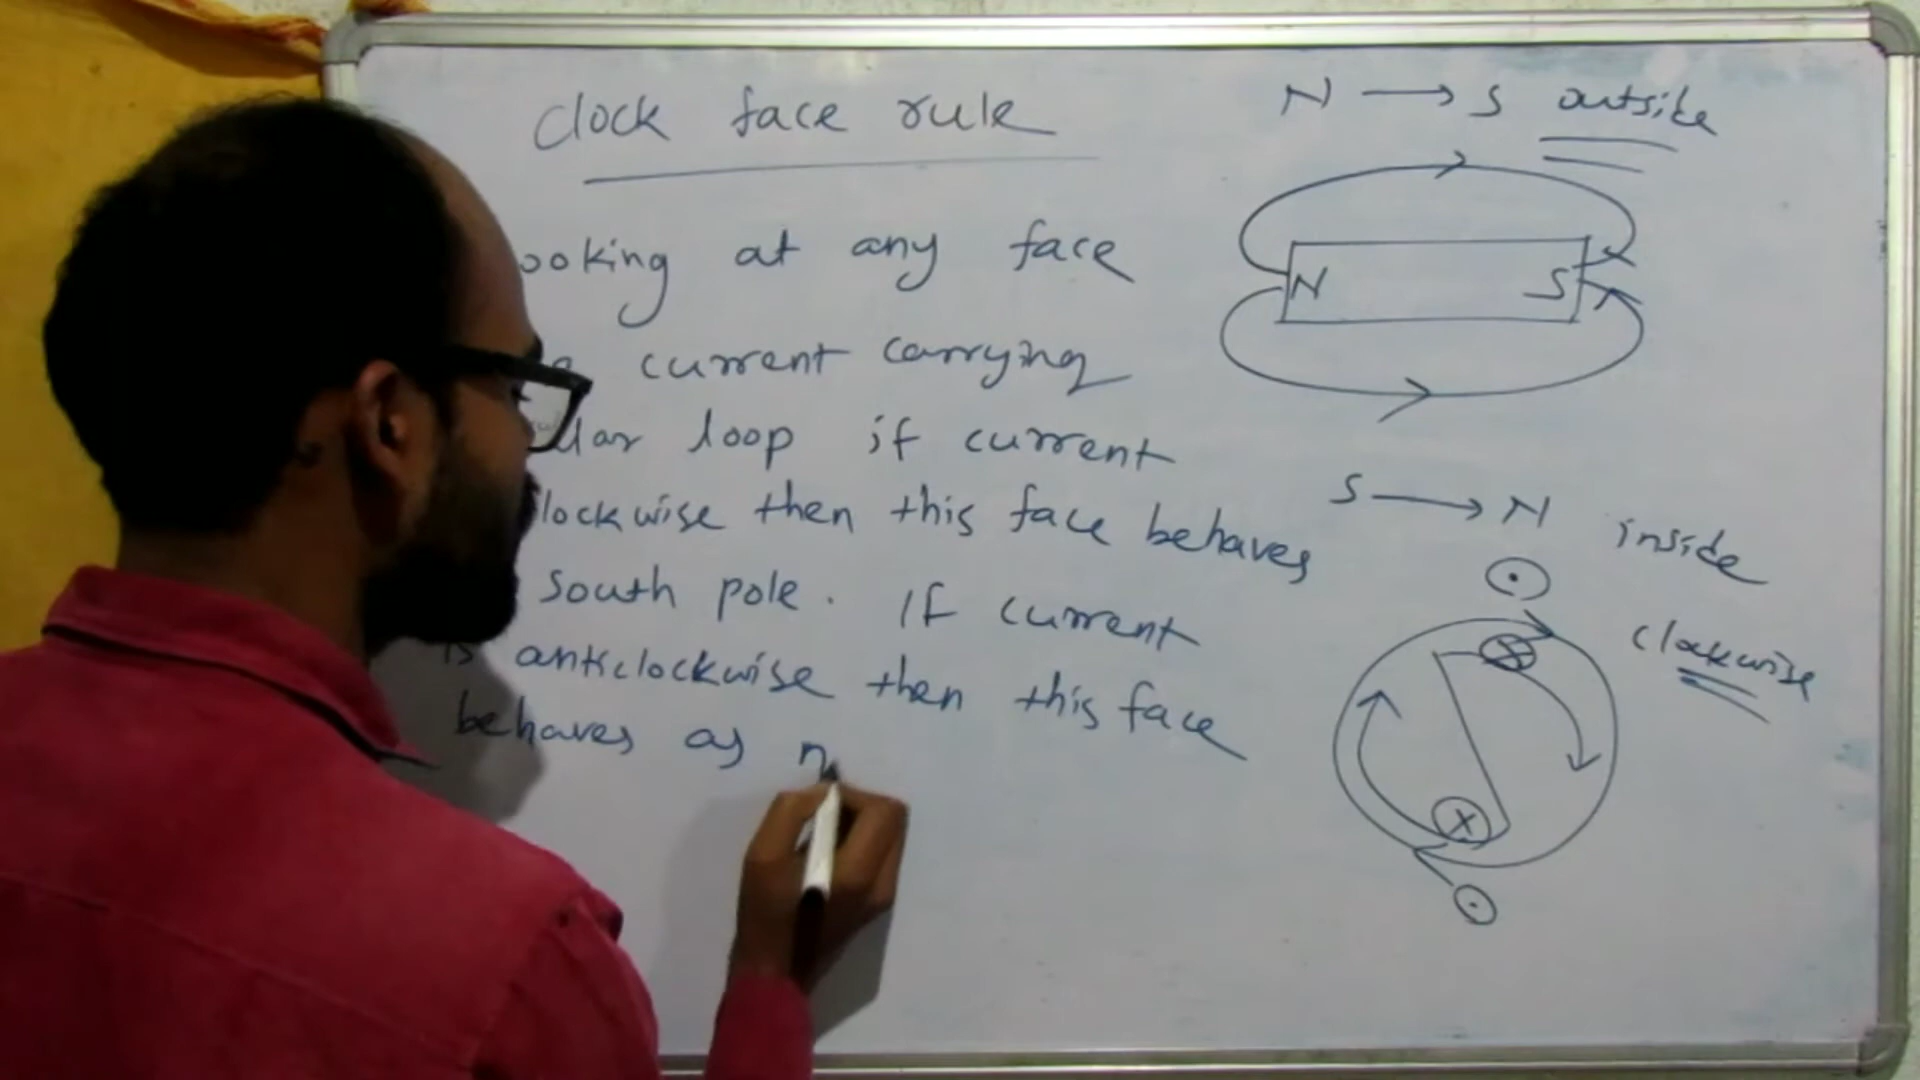 clock face rule
ooking at any face
current carrying
ular loop if current
lockwise then this face behaves
south pole. If current
is anticlockwise then this face
behaves as n
N → S outside
N S
S → N inside
clockwise